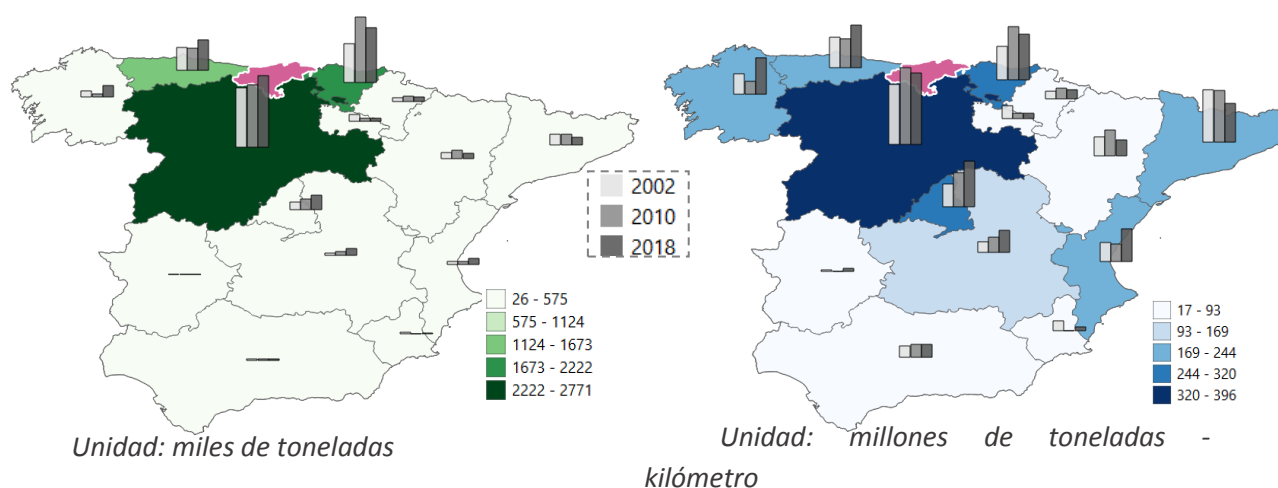 2002
2010
2018
26 - 575
575 - 1124
1124 - 1673
1673 - 2222
2222 - 2771
17 - 93
93 - 169
169 - 244
244 - 320
320 - 396
Unidad: miles de toneladas
Unidad: millones de toneladas -
kilómetro